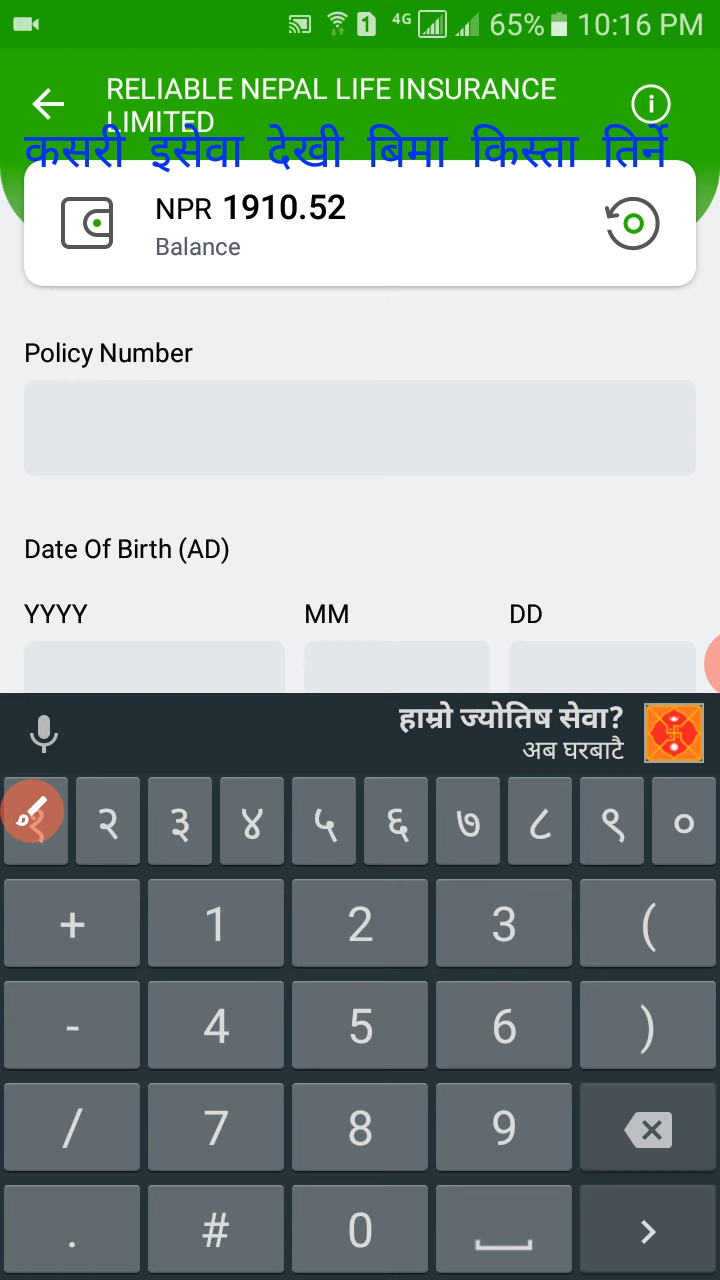 4G 65% 10:16 PM
RELIABLE NEPAL LIFE INSURANCE
LIMITED
कसरी इसेवा देखी बिमा किस्ता तिर्ने
NPR 1910.52
Balance
Policy Number
Date Of Birth (AD)
YYYY MM DD
हाम्रो ज्योतिष सेवा?
अब घरबाटै
१ २ ३ ४ ५ ६ ७ ८ ९ ०
+ 1 2 3 (
- 4 5 6 )
/ 7 8 9
. # 0